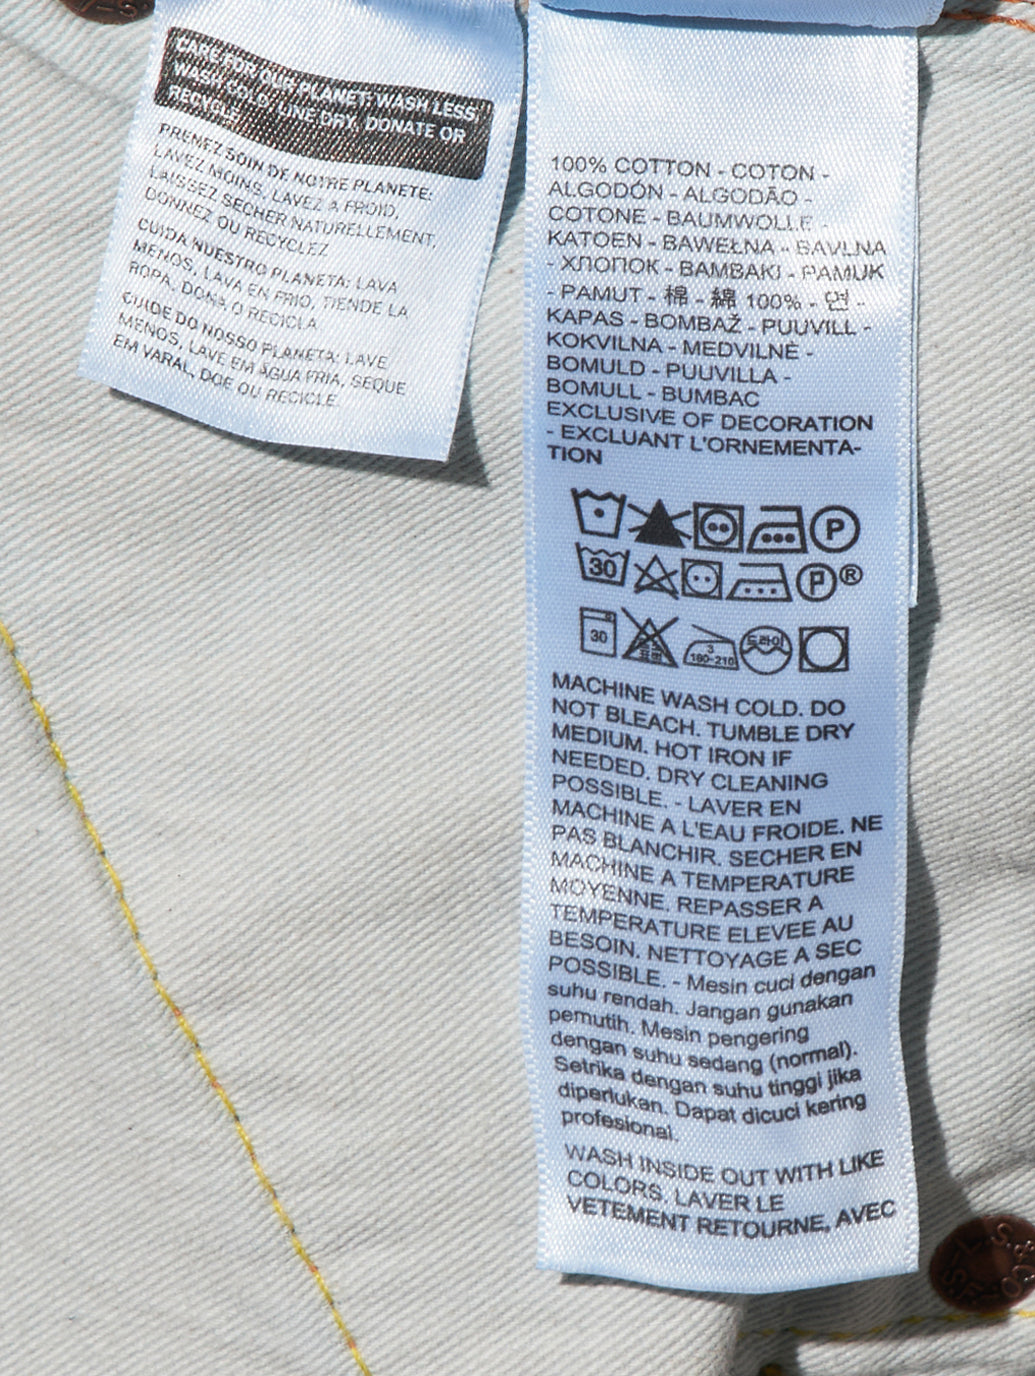 CARE FOR OUR PLANET: WASH LESS
WASH COLD, LINE DRY, DONATE OR
RECYCLE
PRENEZ SOIN DE NOTRE PLANETE:
LAVEZ MOINS, LAVEZ A FROID,
LAISSEZ SECHER NATURELLEMENT,
DONNEZ OU RECYCLEZ
CUIDA NUESTRO PLANETA: LAVA
MENOS, LAVA EN FRIO, TIENDE LA
ROPA, DONA O RECICLA
CUIDE DO NOSSO PLANETA: LAVE
MENOS, LAVE EM ÁGUA FRIA, SEQUE
EM VARAL, DOE OU RECICLE.
100% COTTON - COTON -
ALGODÓN - ALGODÃO -
COTONE - BAUMWOLLE -
KATOEN - BAWEŁNA - BAVLNA
- ХЛОПОК - BAMBAKI - PAMUK
- PAMUT - 棉 - 綿 100% - 면 -
KAPAS - BOMBAŽ - PUUVILL -
KOKVILNA - MEDVILNĖ -
BOMULD - PUUVILLA -
BOMULL - BUMBAC
EXCLUSIVE OF DECORATION
- EXCLUANT L'ORNEMENTA-
TION
P
30 P ®
30 3 180-210 드라이
MACHINE WASH COLD. DO
NOT BLEACH. TUMBLE DRY
MEDIUM. HOT IRON IF
NEEDED. DRY CLEANING
POSSIBLE. - LAVER EN
MACHINE A L'EAU FROIDE. NE
PAS BLANCHIR. SECHER EN
MACHINE A TEMPERATURE
MOYENNE. REPASSER A
TEMPERATURE ELEVEE AU
BESOIN. NETTOYAGE A SEC
POSSIBLE. - Mesin cuci dengan
suhu rendah. Jangan gunakan
pemutih. Mesin pengering
dengan suhu sedang (normal).
Setrika dengan suhu tinggi jika
diperlukan. Dapat dicuci kering
profesional.
WASH INSIDE OUT WITH LIKE
COLORS. LAVER LE
VETEMENT RETOURNE, AVEC